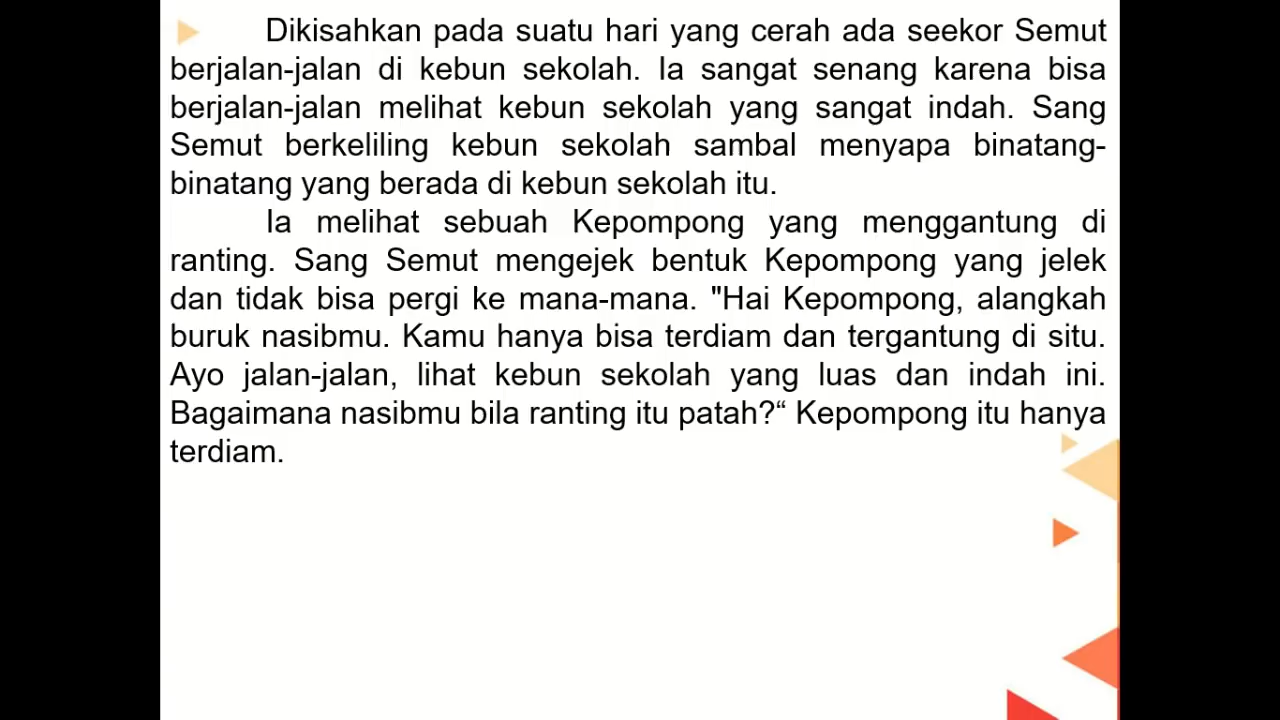 Dikisahkan pada suatu hari yang cerah ada seekor Semut
berjalan-jalan di kebun sekolah. Ia sangat senang karena bisa
berjalan-jalan melihat kebun sekolah yang sangat indah. Sang
Semut berkeliling kebun sekolah sambal menyapa binatang-
binatang yang berada di kebun sekolah itu.
Ia melihat sebuah Kepompong yang menggantung di
ranting. Sang Semut mengejek bentuk Kepompong yang jelek
dan tidak bisa pergi ke mana-mana. "Hai Kepompong, alangkah
buruk nasibmu. Kamu hanya bisa terdiam dan tergantung di situ.
Ayo jalan-jalan, lihat kebun sekolah yang luas dan indah ini.
Bagaimana nasibmu bila ranting itu patah?“ Kepompong itu hanya
terdiam.